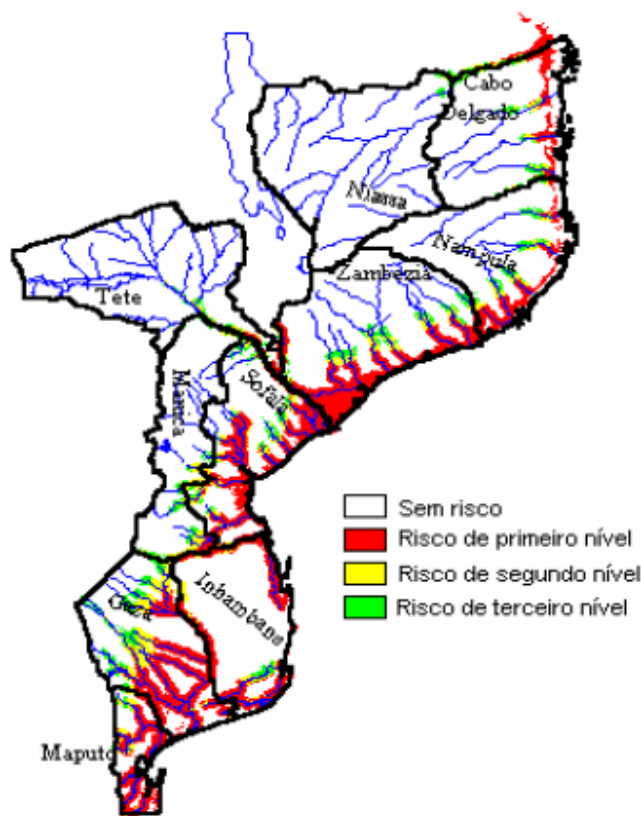 Cabo
Delgado
Niassa
Nampula
Zambezia
Tete
Sofala
Manica
Sem risco
Risco de primeiro nível
Risco de segundo nível
Risco de terceiro nível
Inhambane
Gaza
Maputo